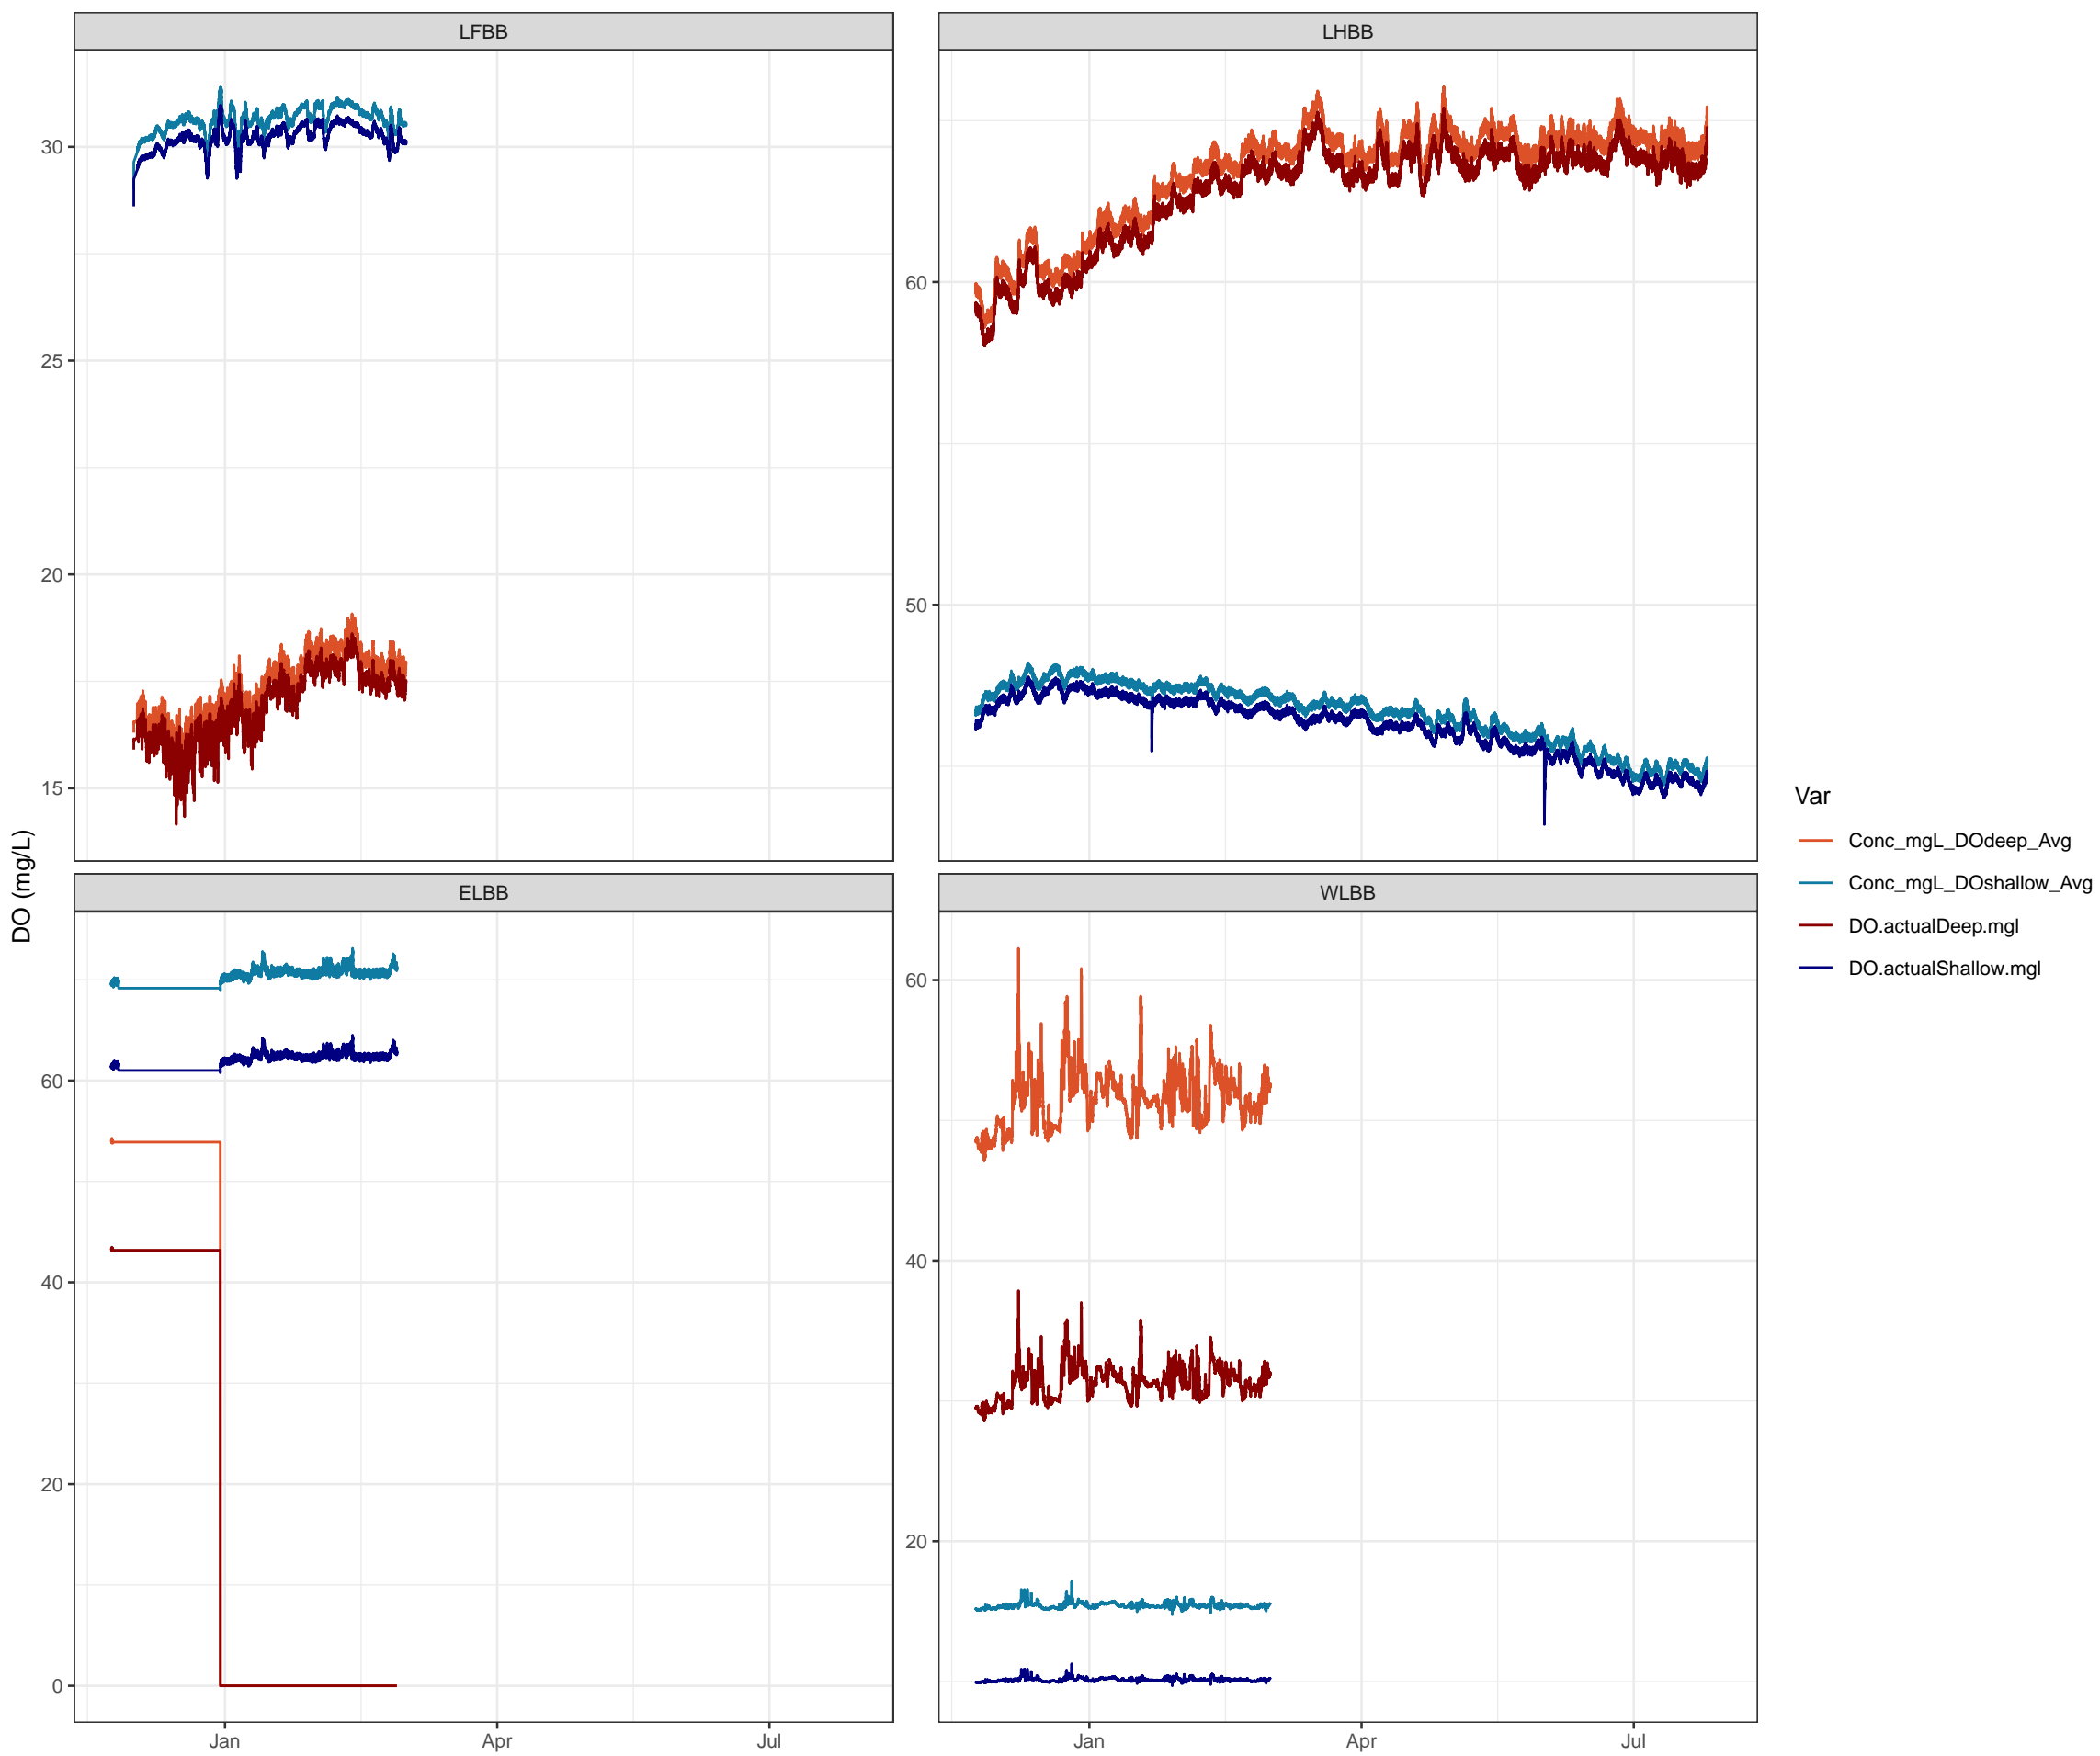 LFBB
LHBB
30
25
20
15
60
50
DO (mg/L)
ELBB
WLBB
60
40
20
0
60
40
20
Jan
Apr
Jul
Jan
Apr
Jul
Var
Conc_mgL_DOdeep_Avg
Conc_mgL_DOshallow_Avg
DO.actualDeep.mgl
DO.actualShallow.mgl